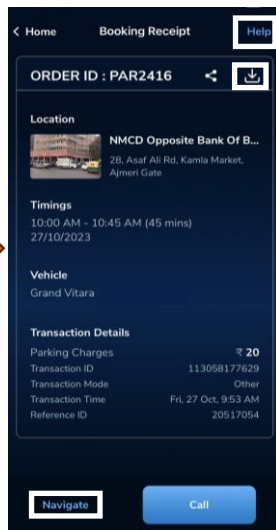 < Home Booking Receipt Help
ORDER ID : PAR2416
Location
NMCD Opposite Bank Of B...
28, Asaf Ali Rd, Kamla Market,
Ajmeri Gate
Timings
10:00 AM - 10:45 AM (45 mins)
27/10/2023
Vehicle
Grand Vitara
Transaction Details
Parking Charges ₹ 20
Transaction ID 113058177629
Transaction Mode Other
Transaction Time Fri, 27 Oct, 9:53 AM
Reference ID 20517054
Navigate Call